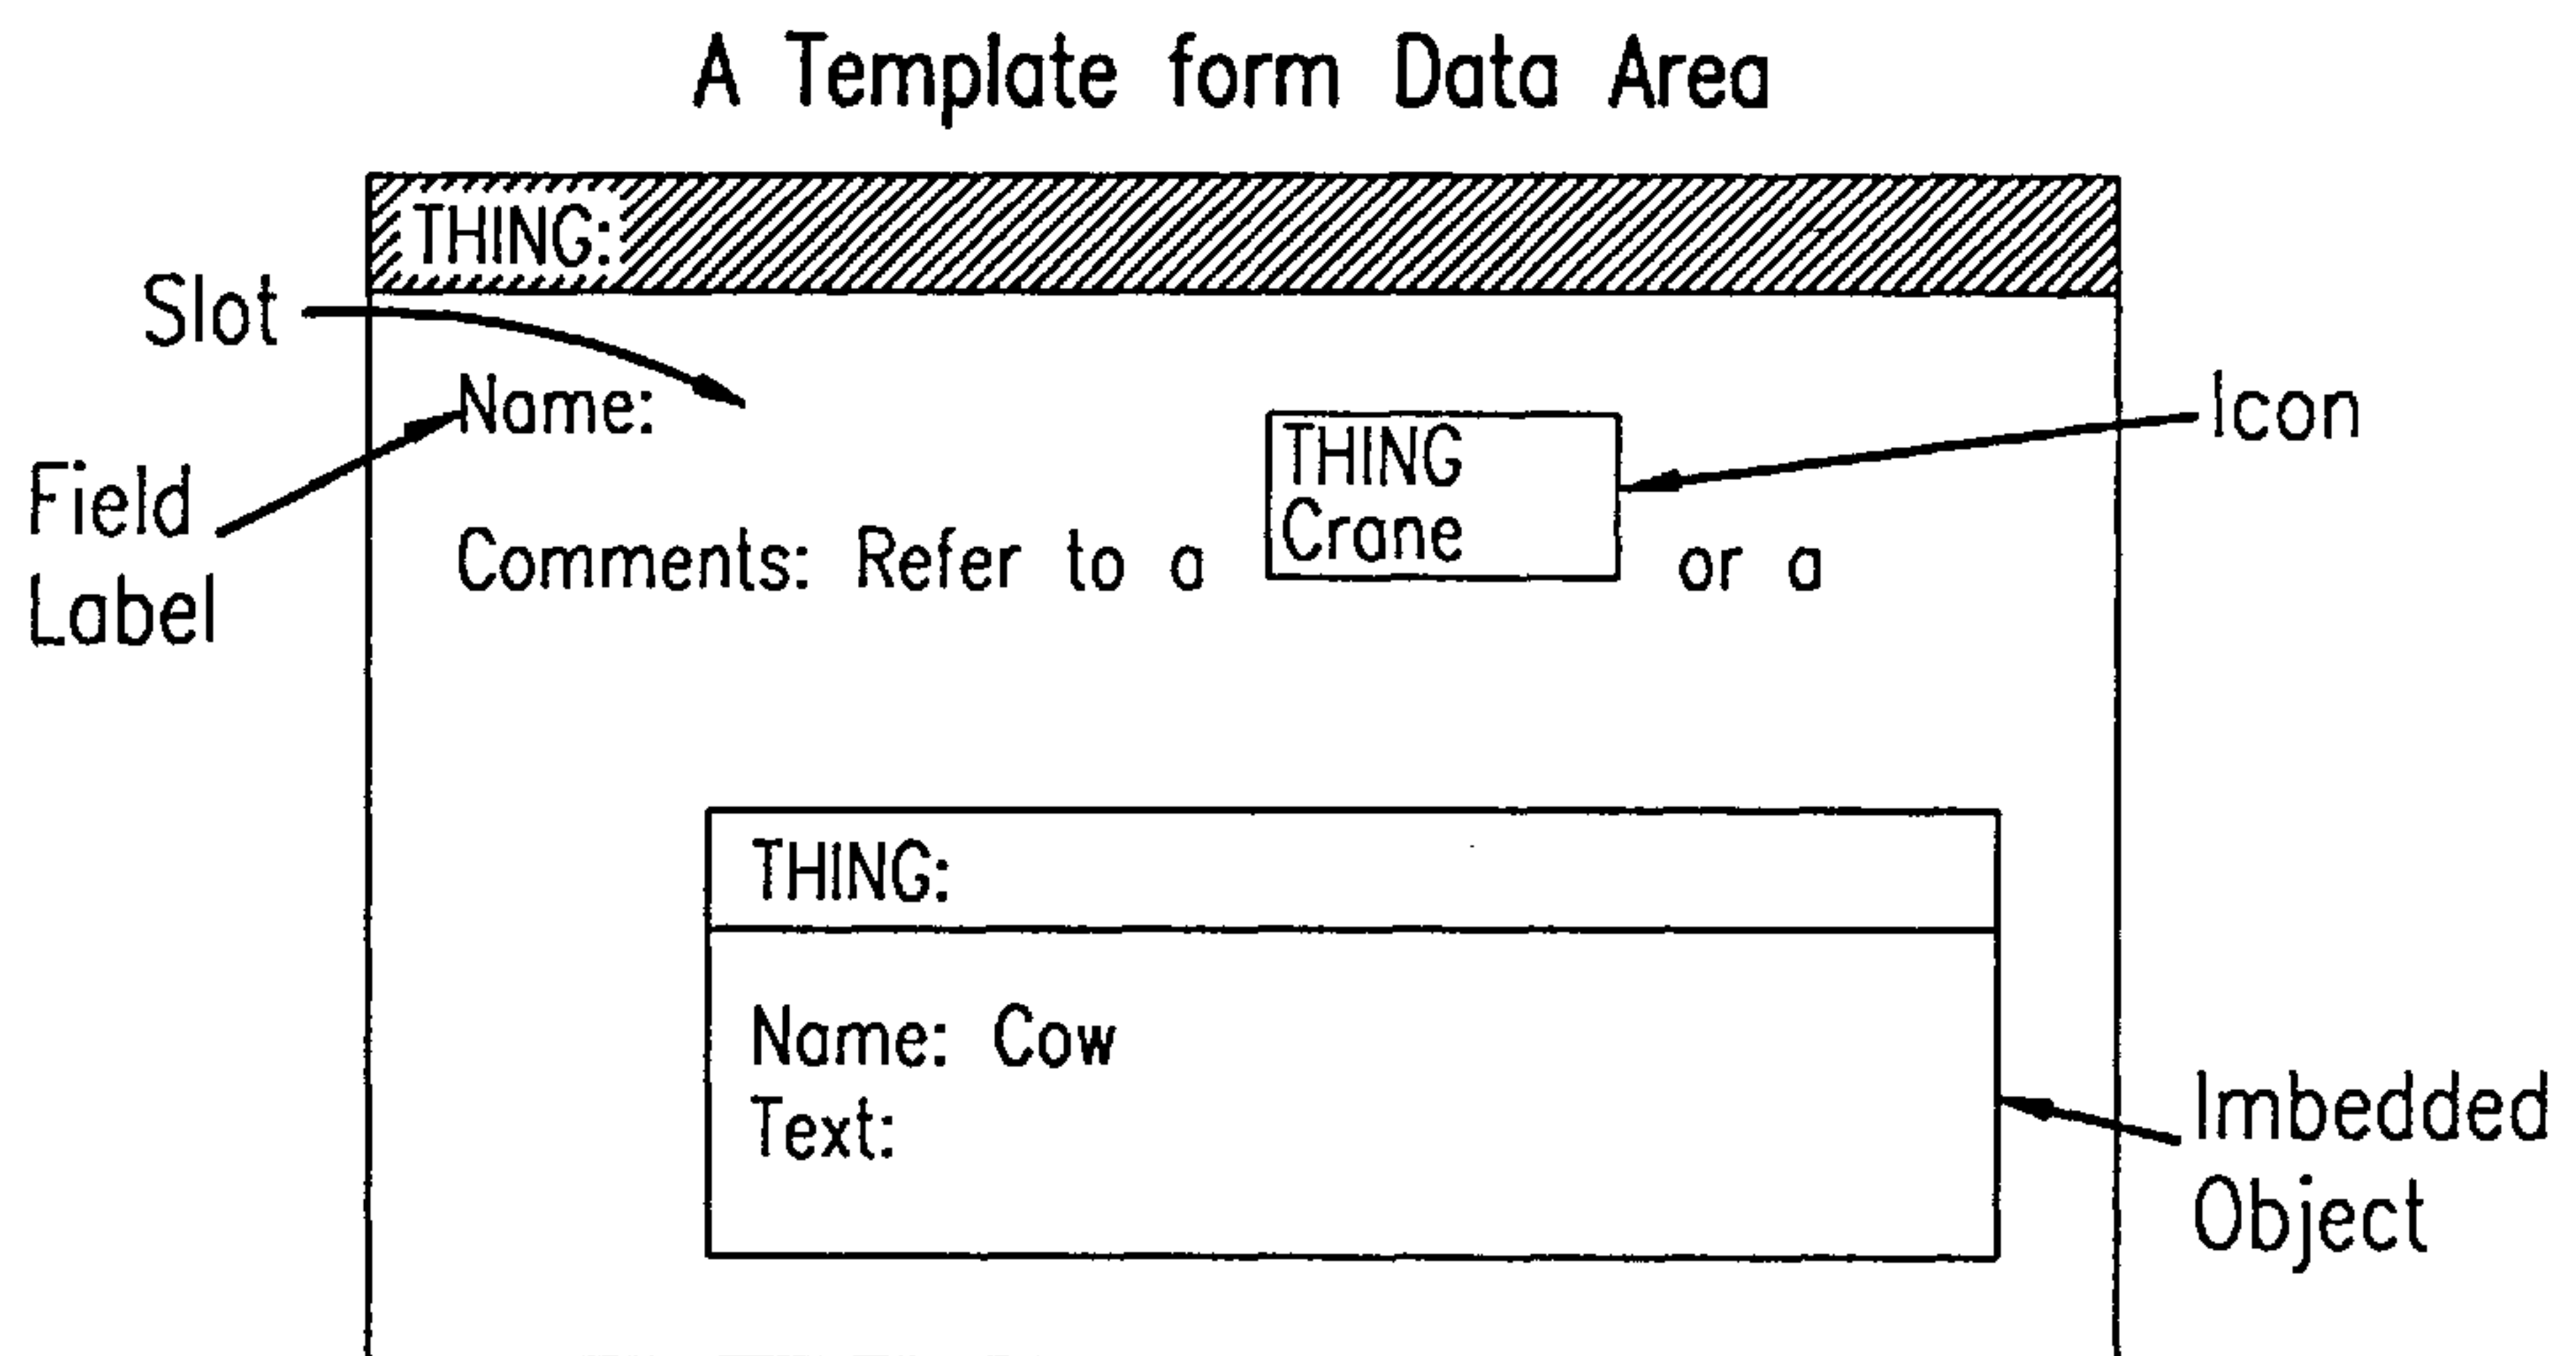 A Template form Data Area
THING:
Slot
Name:
Icon
THING
Crane
Field
Label
Comments: Refer to a
or a
THING:
Name: Cow
Text:
Imbedded
Object